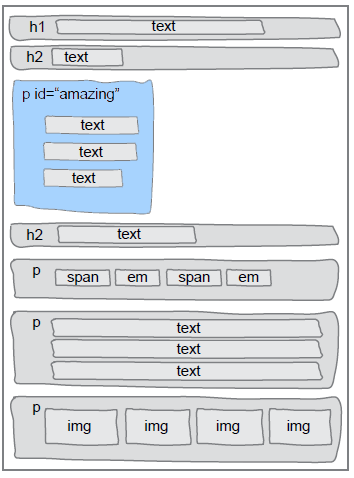 h1 text
h2 text
p id=“amazing”
text
text
text
h2 text
p span em span em
p text
text
text
p img img img img